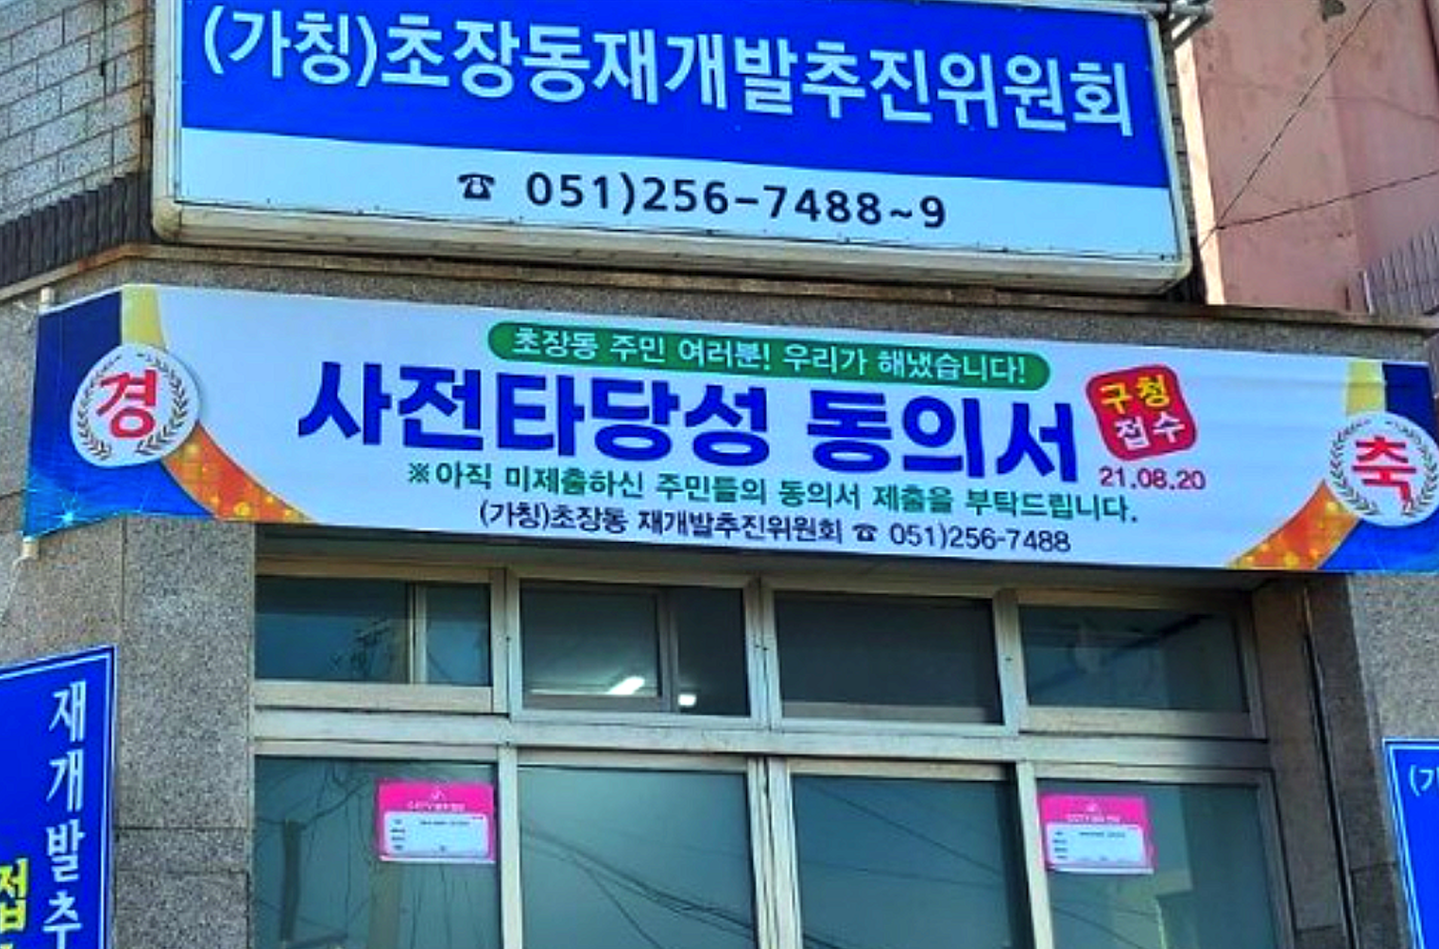 (가칭)초장동재개발추진위원회
☎ 051)256-7488~9
초장동 주민 여러분! 우리가 해냈습니다!
경
사전타당성 동의서
구청
접수
21.08.20
축
※아직 미제출하신 주민들의 동의서 제출을 부탁드립니다.
(가칭)초장동 재개발추진위원회 ☎ 051)256-7488
재개발추
접
(가